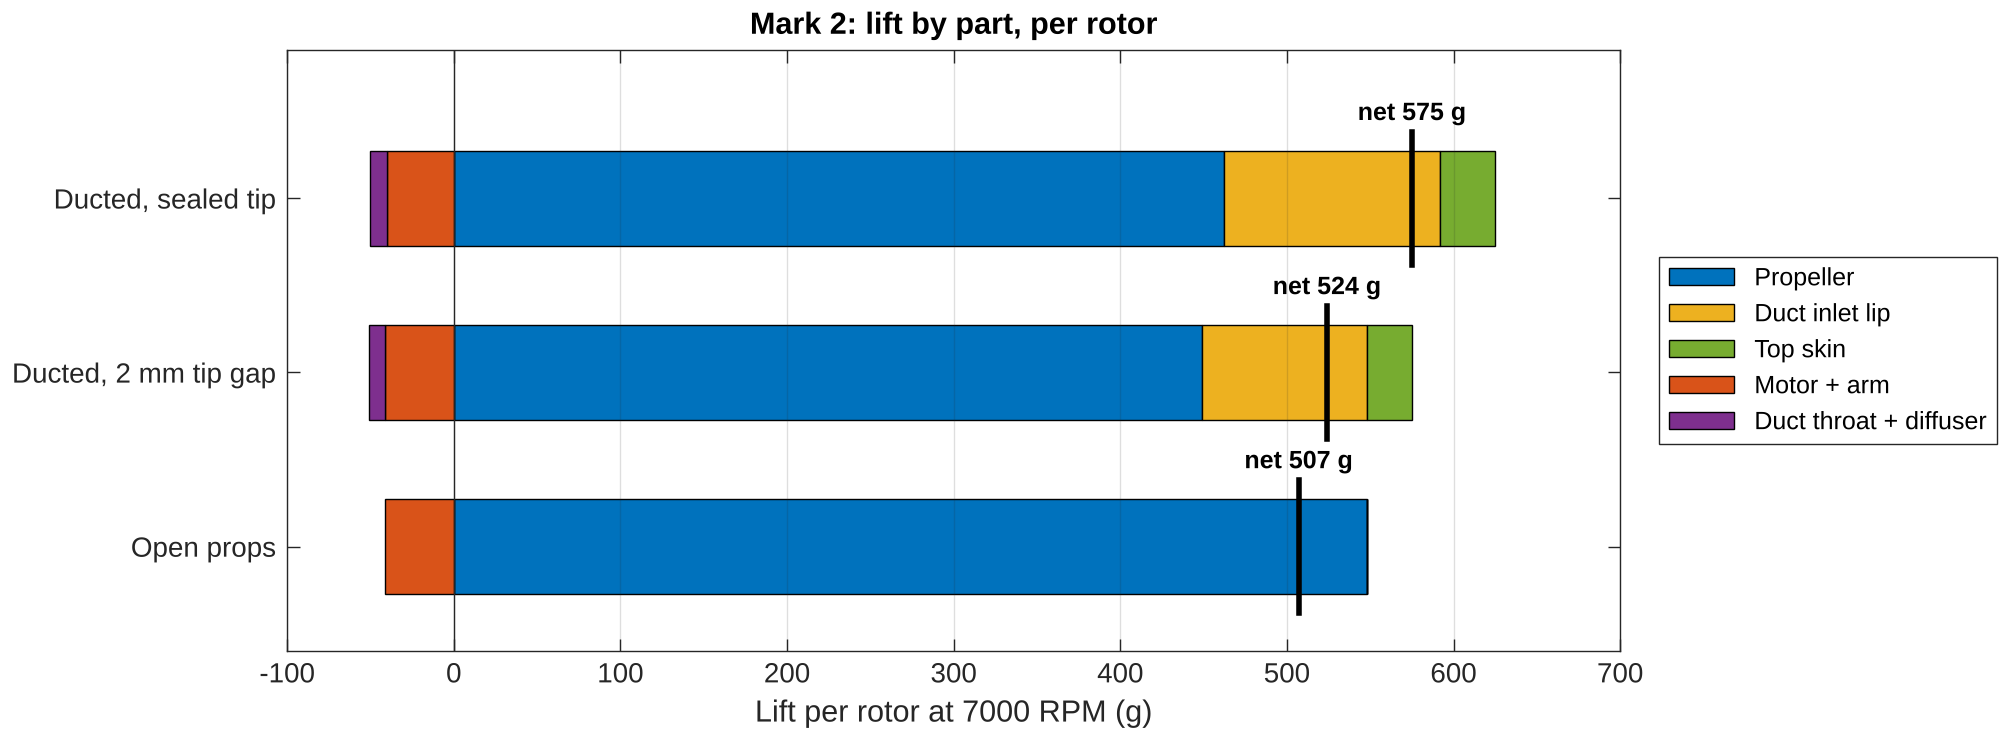 Mark 2: lift by part, per rotor
net 575 g
Ducted, sealed tip
net 524 g
Ducted, 2 mm tip gap
net 507 g
Open props
-100 0 100 200 300 400 500 600 700
Lift per rotor at 7000 RPM (g)
Propeller
Duct inlet lip
Top skin
Motor + arm
Duct throat + diffuser